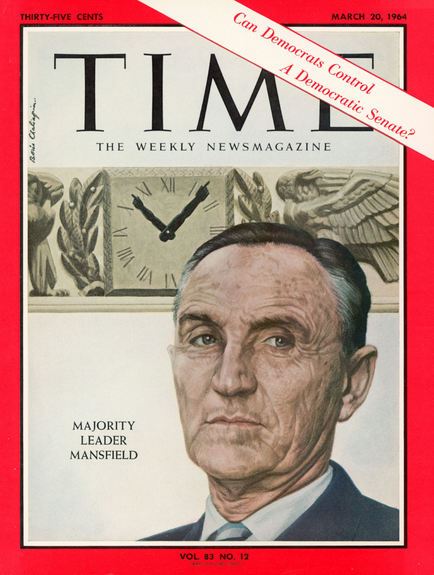 THIRTY-FIVE CENTS
MARCH 20, 1964
Can Democrats Control
A Democratic Senate?
TIME
THE WEEKLY NEWSMAGAZINE
Boris Chaliapin
XII
MAJORITY
LEADER
MANSFIELD
VOL. 83 NO. 12